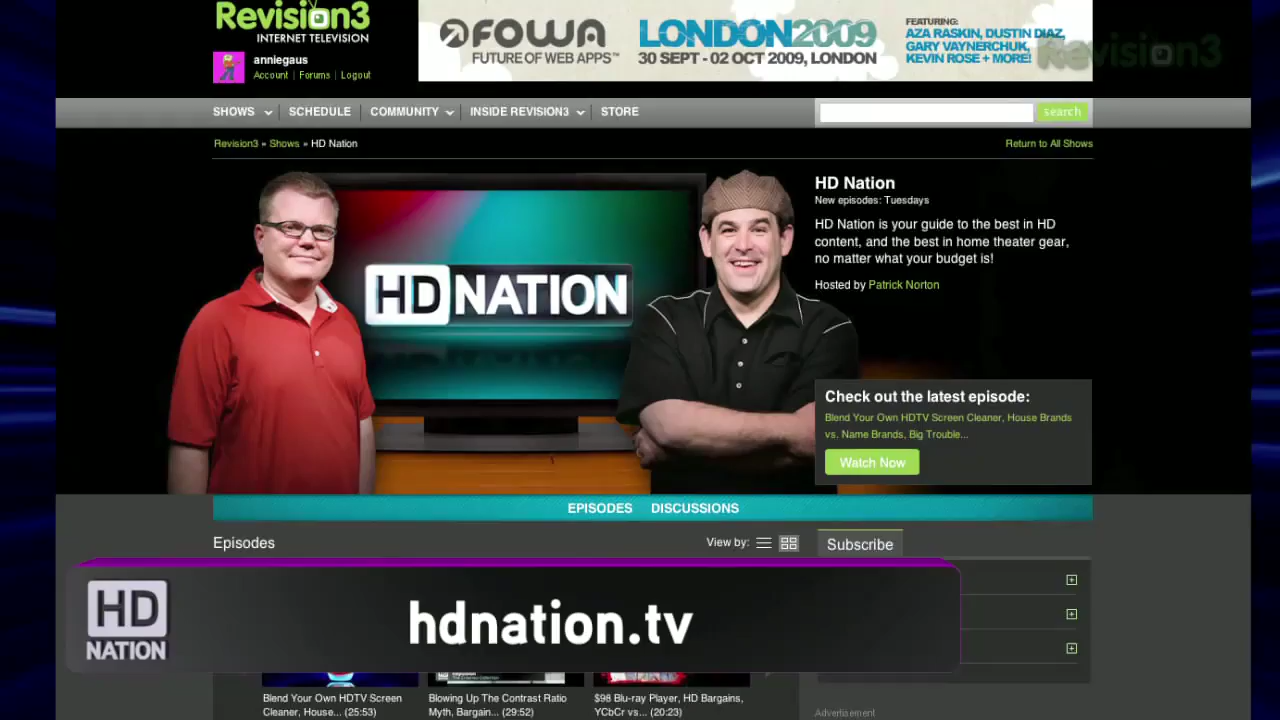 Revision3
INTERNET TELEVISION
anniegaus
Account | Forums | Logout
FOWA
FUTURE OF WEB APPS™
LONDON2009
30 SEPT - 02 OCT 2009, LONDON
FEATURING:
AZA RASKIN, DUSTIN DIAZ,
GARY VAYNERCHUK,
KEVIN ROSE + MORE!
Revision3
SHOWS
SCHEDULE
COMMUNITY
INSIDE REVISION3
STORE
search
Revision3 » Shows » HD Nation
Return to All Shows
HD NATION
HD Nation
New episodes: Tuesdays
HD Nation is your guide to the best in HD
content, and the best in home theater gear,
no matter what your budget is!
Hosted by Patrick Norton
Check out the latest episode:
Blend Your Own HDTV Screen Cleaner, House Brands
vs. Name Brands, Big Trouble...
Watch Now
EPISODES
DISCUSSIONS
Episodes
View by:
Subscribe
HD
NATION
hdnation.tv
Blend Your Own HDTV Screen
Cleaner, House... (25:53)
Blowing Up The Contrast Ratio
Myth, Bargain... (29:52)
$98 Blu-ray Player, HD Bargains,
YCbCr vs... (20:23)
Advertisement